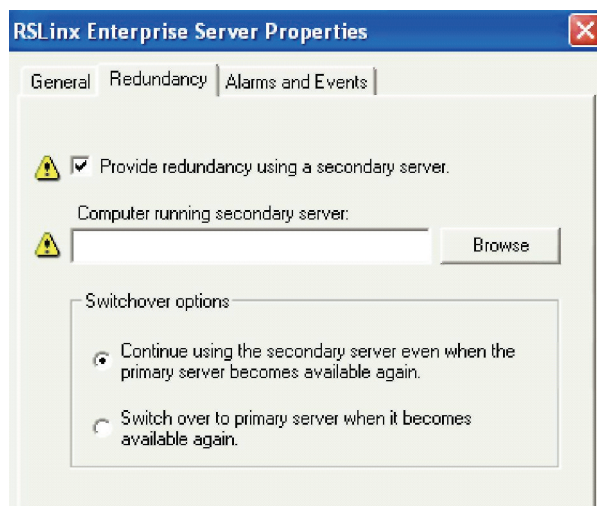 RSLinx Enterprise Server Properties
General Redundancy Alarms and Events
Provide redundancy using a secondary server.
Computer running secondary server:
Browse
Switchover options
Continue using the secondary server even when the
primary server becomes available again.
Switch over to primary server when it becomes
available again.